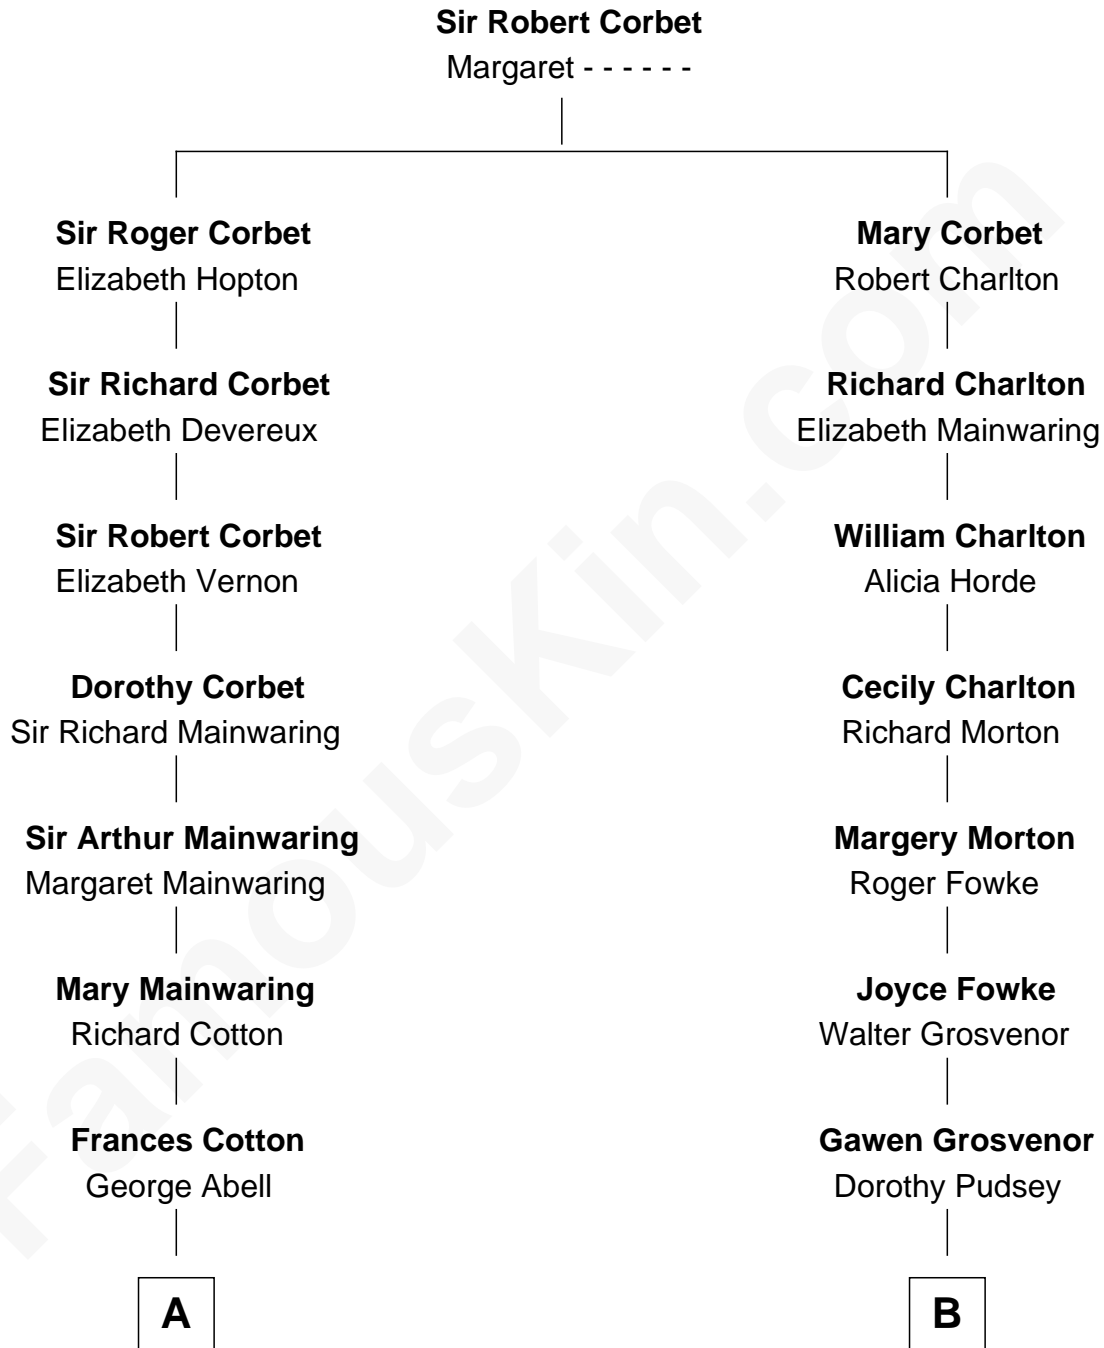 Sir Robert Corbet
Margaret - - - - - -
Sir Roger Corbet
Elizabeth Hopton
Mary Corbet
Robert Charlton
Sir Richard Corbet
Elizabeth Devereux
Richard Charlton
Elizabeth Mainwaring
Sir Robert Corbet
Elizabeth Vernon
William Charlton
Alicia Horde
Dorothy Corbet
Sir Richard Mainwaring
Cecily Charlton
Richard Morton
Sir Arthur Mainwaring
Margaret Mainwaring
Margery Morton
Roger Fowke
Mary Mainwaring
Richard Cotton
Joyce Fowke
Walter Grosvenor
Frances Cotton
George Abell
Gawen Grosvenor
Dorothy Pudsey
A
B
FamousKin.com